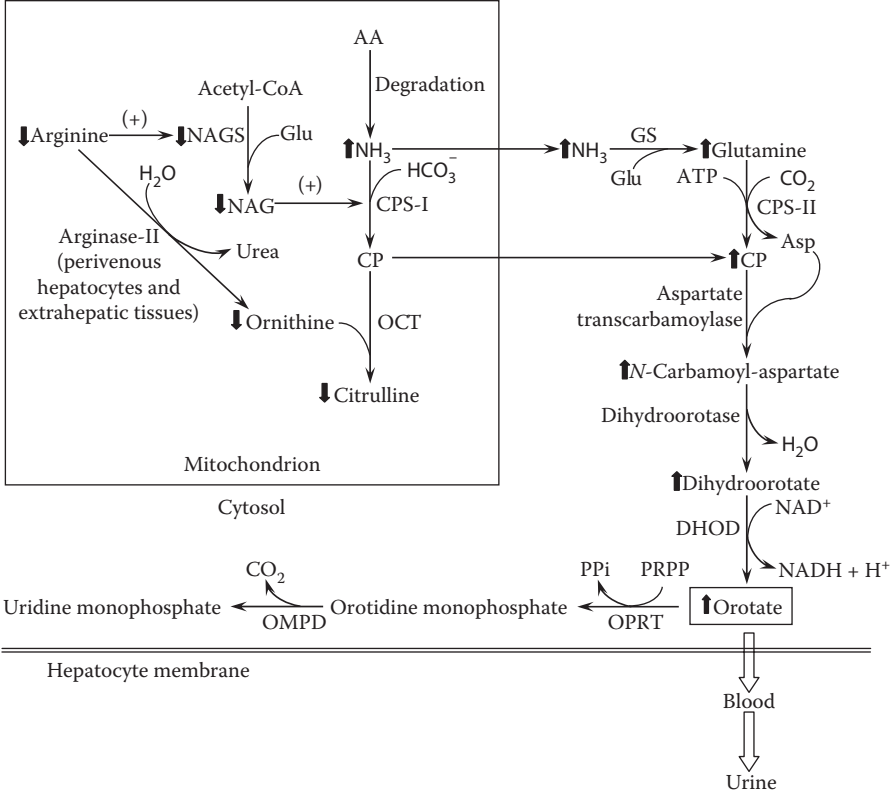 AA
Degradation
Acetyl-CoA
Arginine
(+)
NAGS
Glu
NH₃
NH₃
GS
Glu
Glutamine
H₂O
HCO₃⁻
ATP
CO₂
NAG
(+)
CPS-I
CPS-II
Arginase-II
(perivenous
hepatocytes and
extrahepatic tissues)
Urea
CP
CP
Asp
Ornithine
OCT
Aspartate
transcarbamoylase
Citrulline
N-Carbamoyl-aspartate
Dihydroorotase
H₂O
Mitochondrion
Cytosol
Dihydroorotate
DHOD
NAD⁺
NADH + H⁺
Uridine monophosphate
CO₂
OMPD
Orotidine monophosphate
PPi
PRPP
OPRT
Orotate
Hepatocyte membrane
Blood
Urine